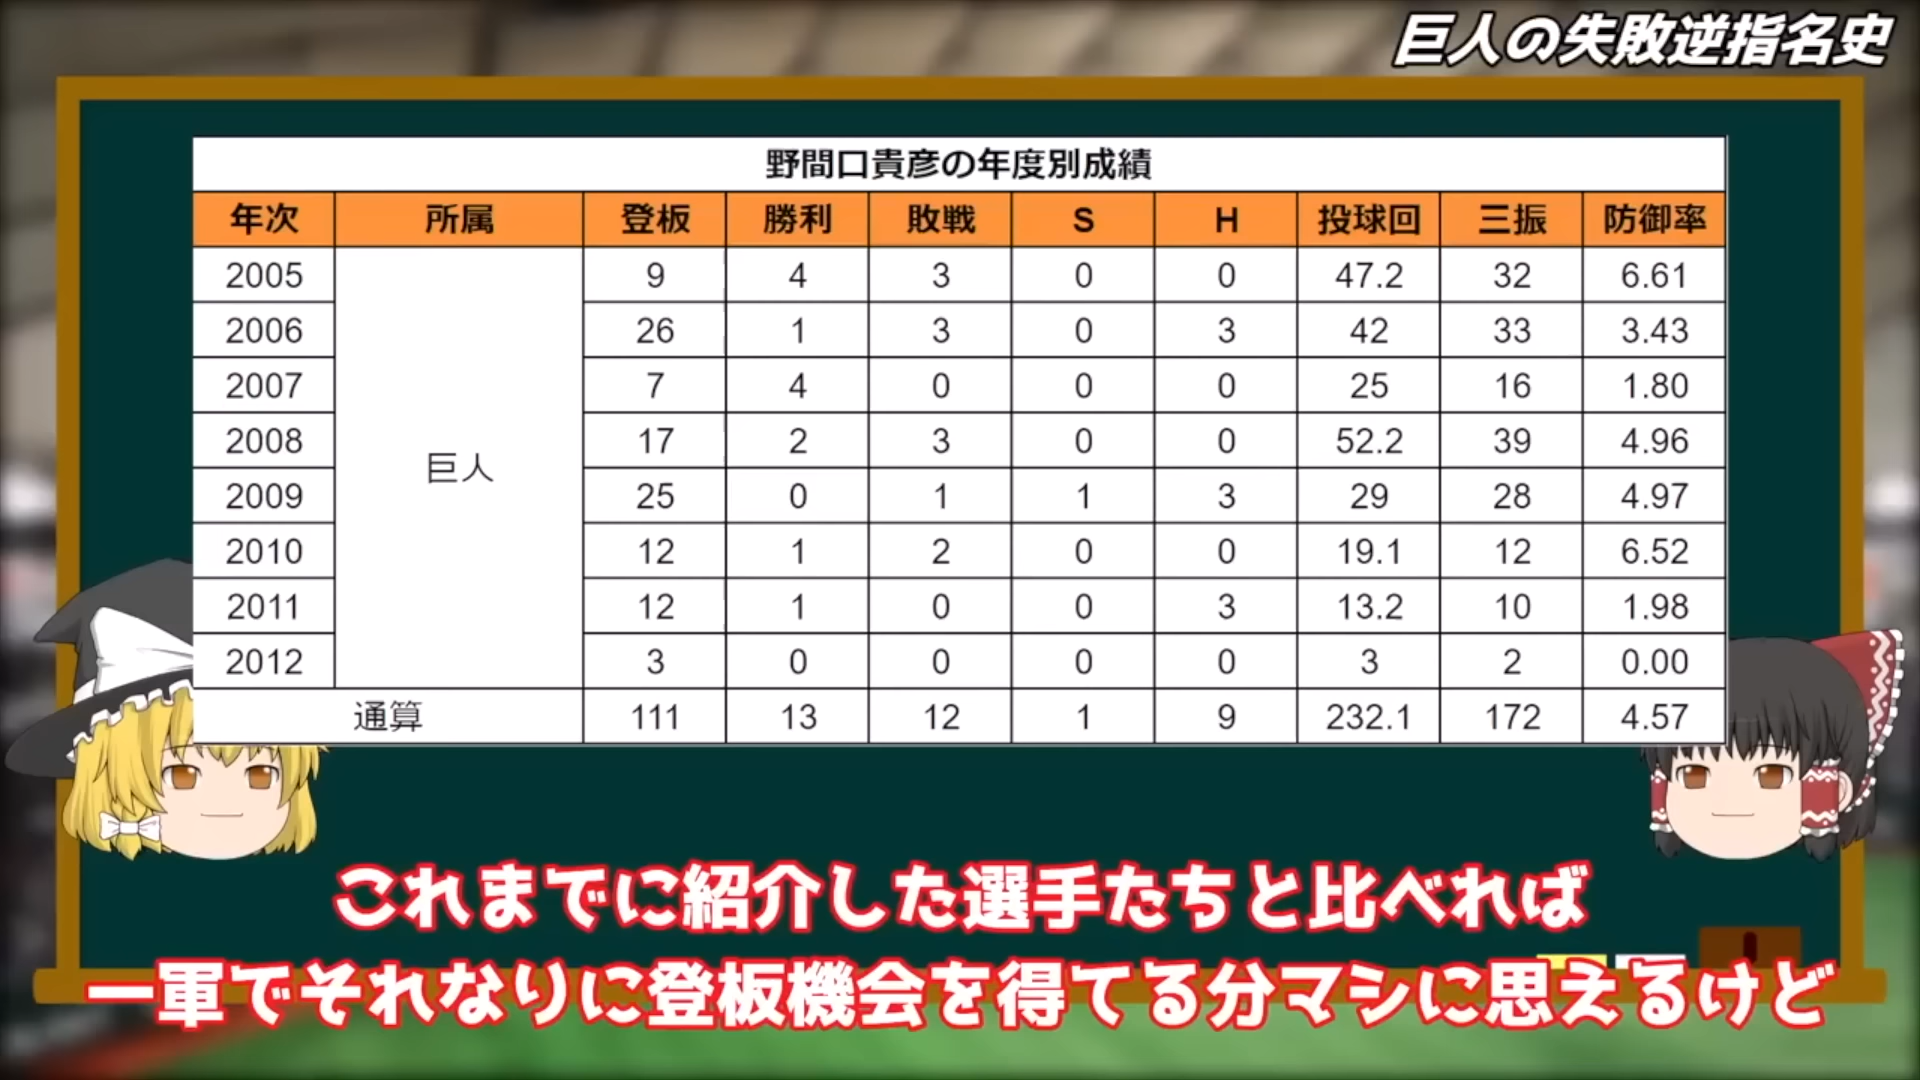 巨人の失敗逆指名史
野間口貴彦の年度別成績
年次 所属 登板 勝利 敗戦 S H 投球回 三振 防御率
2005 巨人 9 4 3 0 0 47.2 32 6.61
2006 26 1 3 0 3 42 33 3.43
2007 7 4 0 0 0 25 16 1.80
2008 17 2 3 0 0 52.2 39 4.96
2009 25 0 1 1 3 29 28 4.97
2010 12 1 2 0 0 19.1 12 6.52
2011 12 1 0 0 3 13.2 10 1.98
2012 3 0 0 0 0 3 2 0.00
通算 111 13 12 1 9 232.1 172 4.57
これまでに紹介した選手たちと比べれば
一軍でそれなりに登板機会を得てる分マシに思えるけど